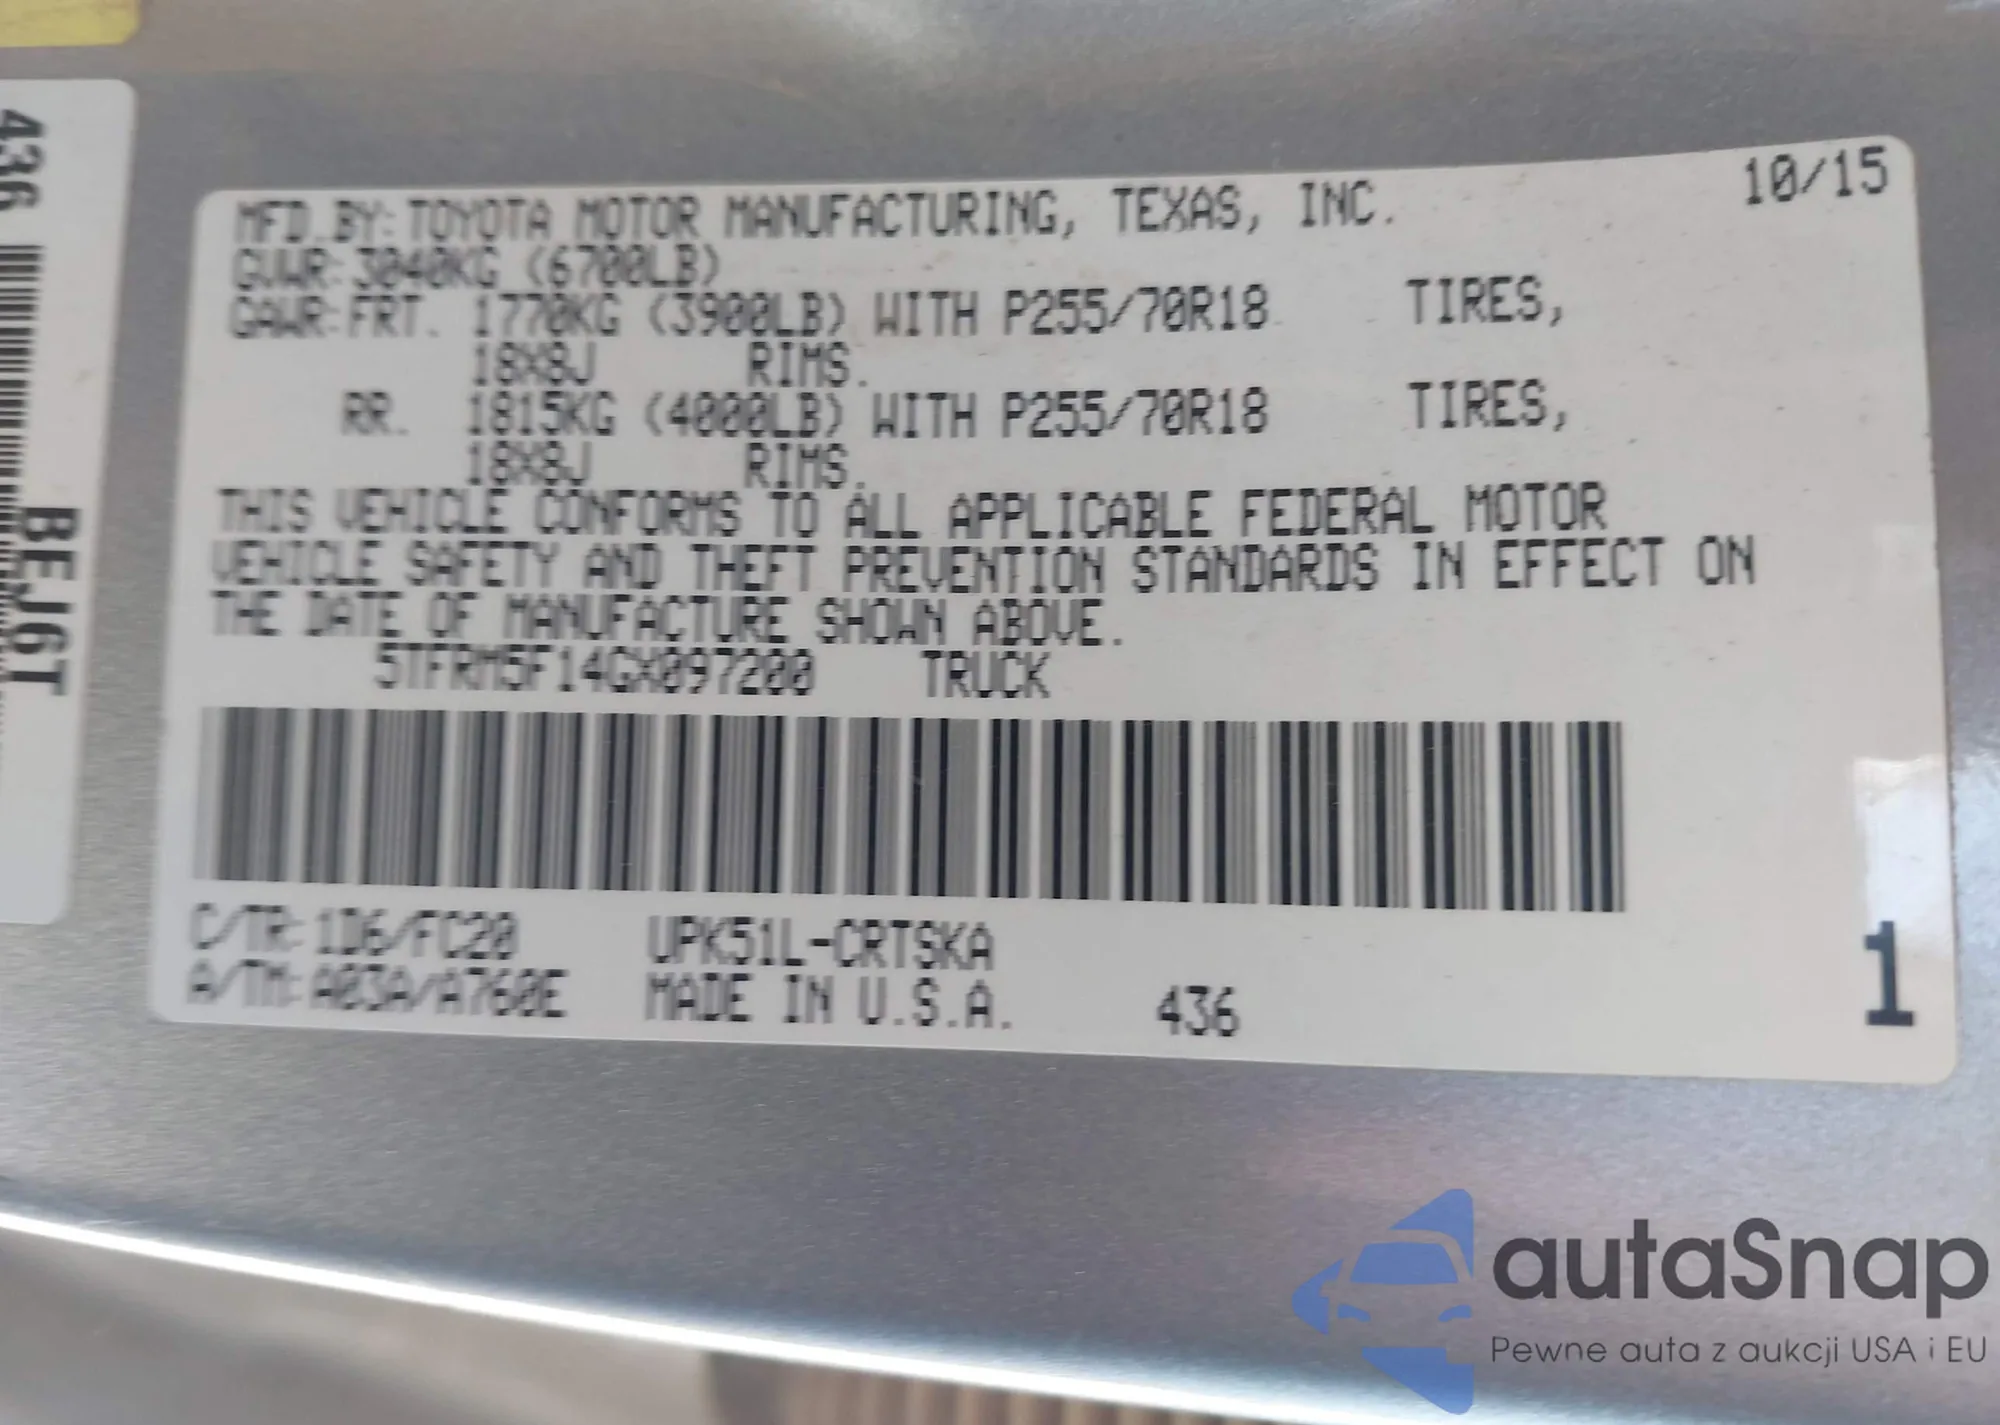 436
BEJ6T
10/15
MFD.BY:TOYOTA MOTOR MANUFACTURING, TEXAS, INC.
GVWR:3040KG (6700LB)
GAWR:FRT. 1770KG (3900LB) WITH P255/70R18 TIRES,
18X8J RIMS.
RR. 1815KG (4000LB) WITH P255/70R18 TIRES,
18X8J RIMS.
THIS VEHICLE CONFORMS TO ALL APPLICABLE FEDERAL MOTOR
VEHICLE SAFETY AND THEFT PREVENTION STANDARDS IN EFFECT ON
THE DATE OF MANUFACTURE SHOWN ABOVE.
5TFRM5F14GX097200 TRUCK
C/TR:1D6/FC20 UPK51L-CRTSKA
A/TM:A03A/A760E MADE IN U.S.A. 436
1
autaSnap
Pewne auta z aukcji USA i EU